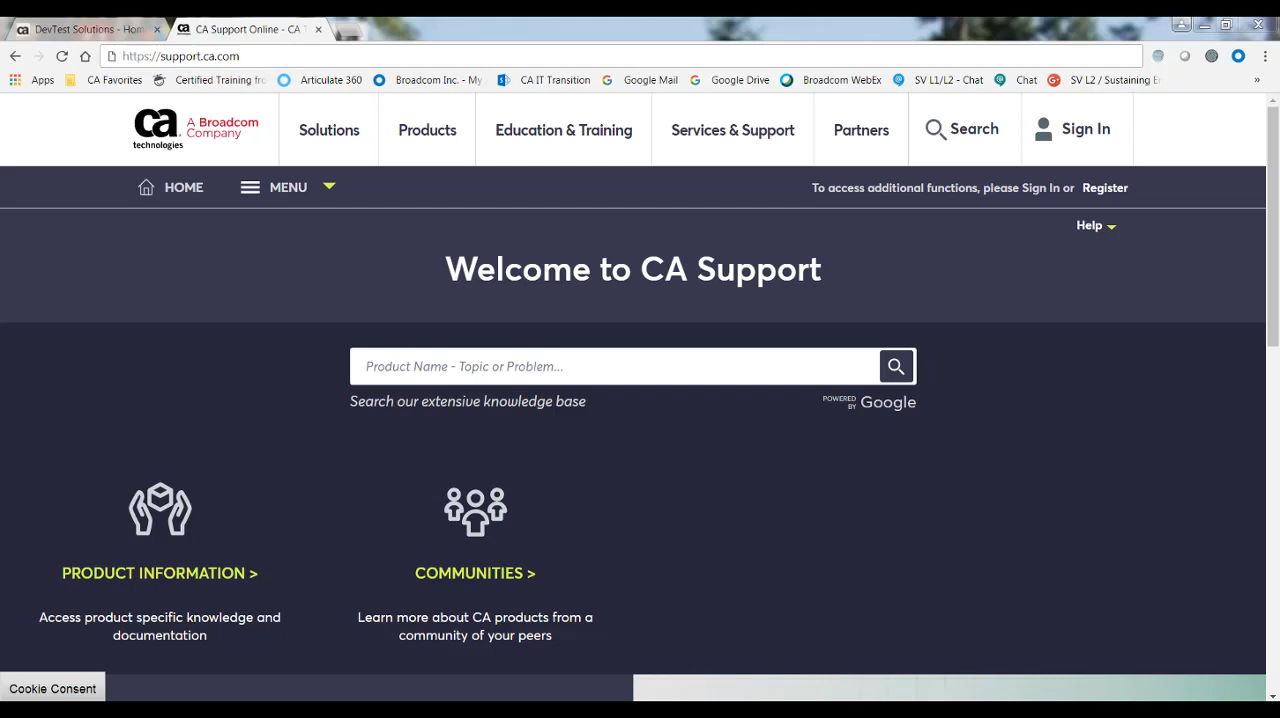 DevTest Solutions - Hom
CA Support Online - CA T
https://support.ca.com
Apps
CA Favorites
Certified Training fro
Articulate 360
Broadcom Inc. - My
CA IT Transition
Google Mail
Google Drive
Broadcom WebEx
SV L1/L2 - Chat
Chat
SV L2 / Sustaining En
»
ca
technologies
A Broadcom
Company
Solutions
Products
Education & Training
Services & Support
Partners
Search
Sign In
HOME
MENU
To access additional functions, please Sign In or Register
Help
Welcome to CA Support
Product Name - Topic or Problem...
Search our extensive knowledge base
POWERED
BY
Google
PRODUCT INFORMATION >
COMMUNITIES >
Access product specific knowledge and
documentation
Learn more about CA products from a
community of your peers
Cookie Consent